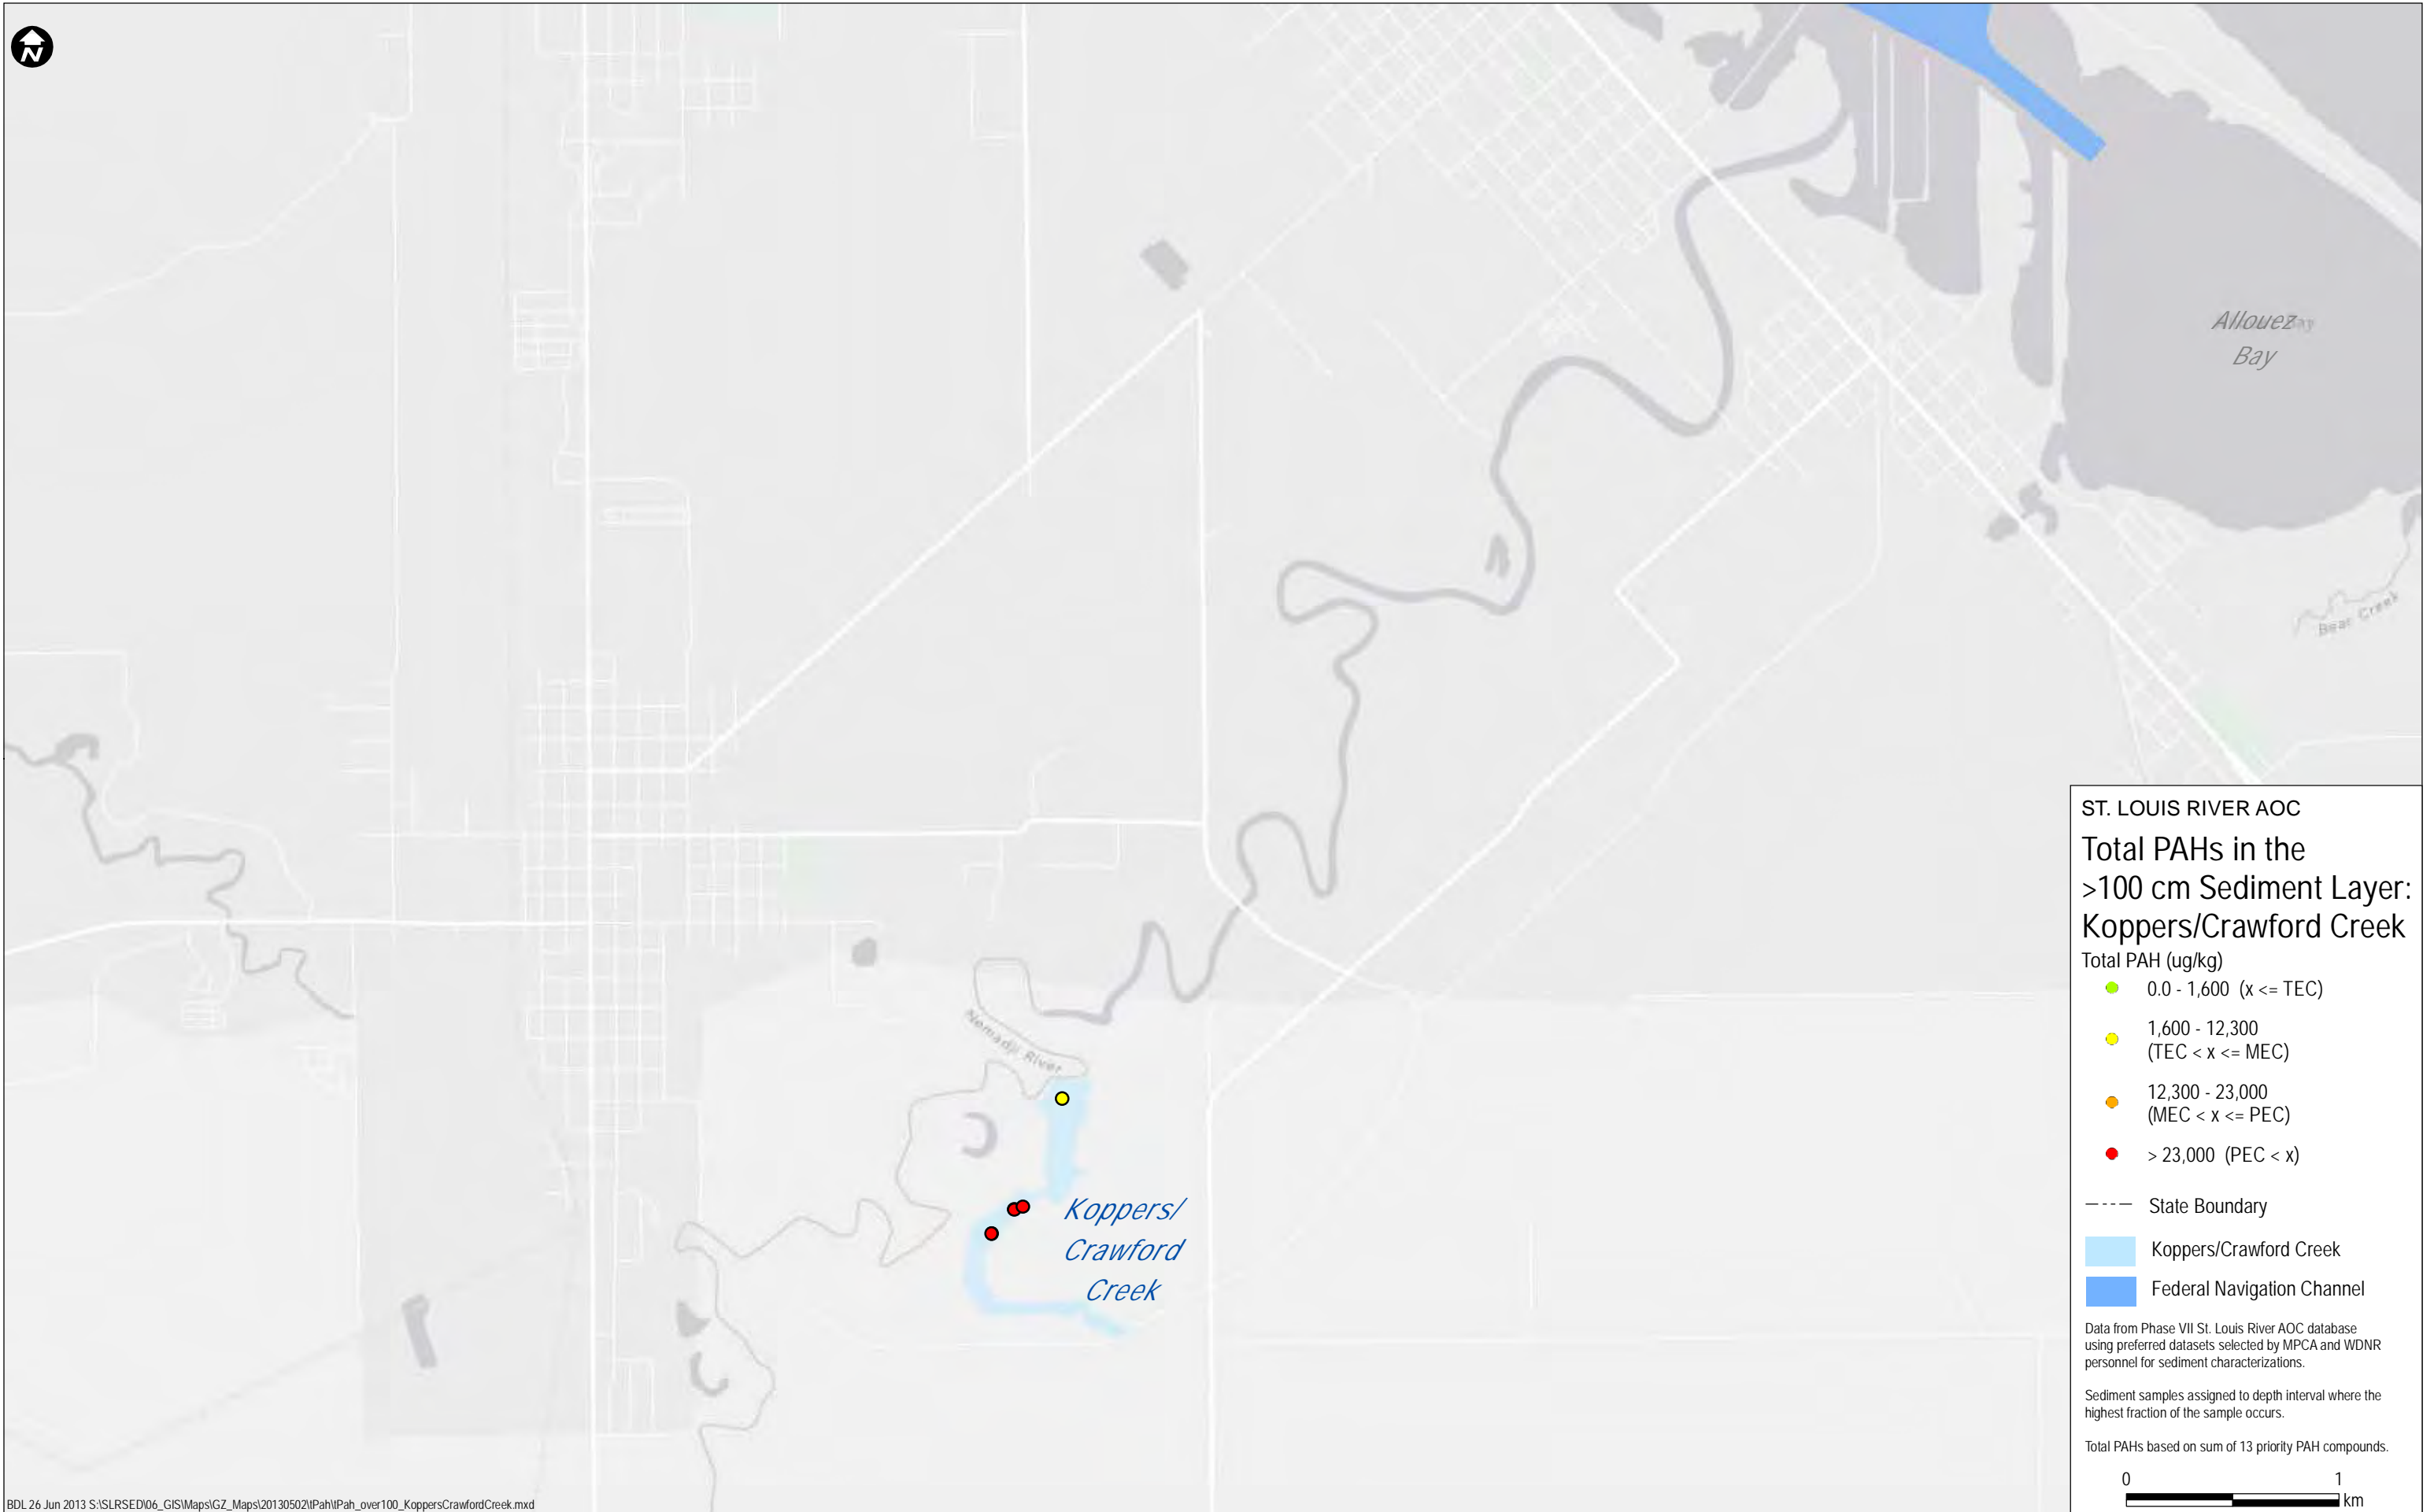 N
Allouez
Bay
Bear Creek
Nemadji River
Koppers/
Crawford
Creek
ST. LOUIS RIVER AOC
Total PAHs in the
>100 cm Sediment Layer:
Koppers/Crawford Creek
Total PAH (ug/kg)
0.0 - 1,600 (x <= TEC)
1,600 - 12,300
(TEC < x <= MEC)
12,300 - 23,000
(MEC < x <= PEC)
> 23,000 (PEC < x)
State Boundary
Koppers/Crawford Creek
Federal Navigation Channel
Data from Phase VII St. Louis River AOC database
using preferred datasets selected by MPCA and WDNR
personnel for sediment characterizations.
Sediment samples assigned to depth interval where the
highest fraction of the sample occurs.
Total PAHs based on sum of 13 priority PAH compounds.
0 1
km
BDL 26 Jun 2013 S:\SLRSED\06_GIS\Maps\GZ_Maps\20130502\tPah\tPah_over100_KoppersCrawfordCreek.mxd